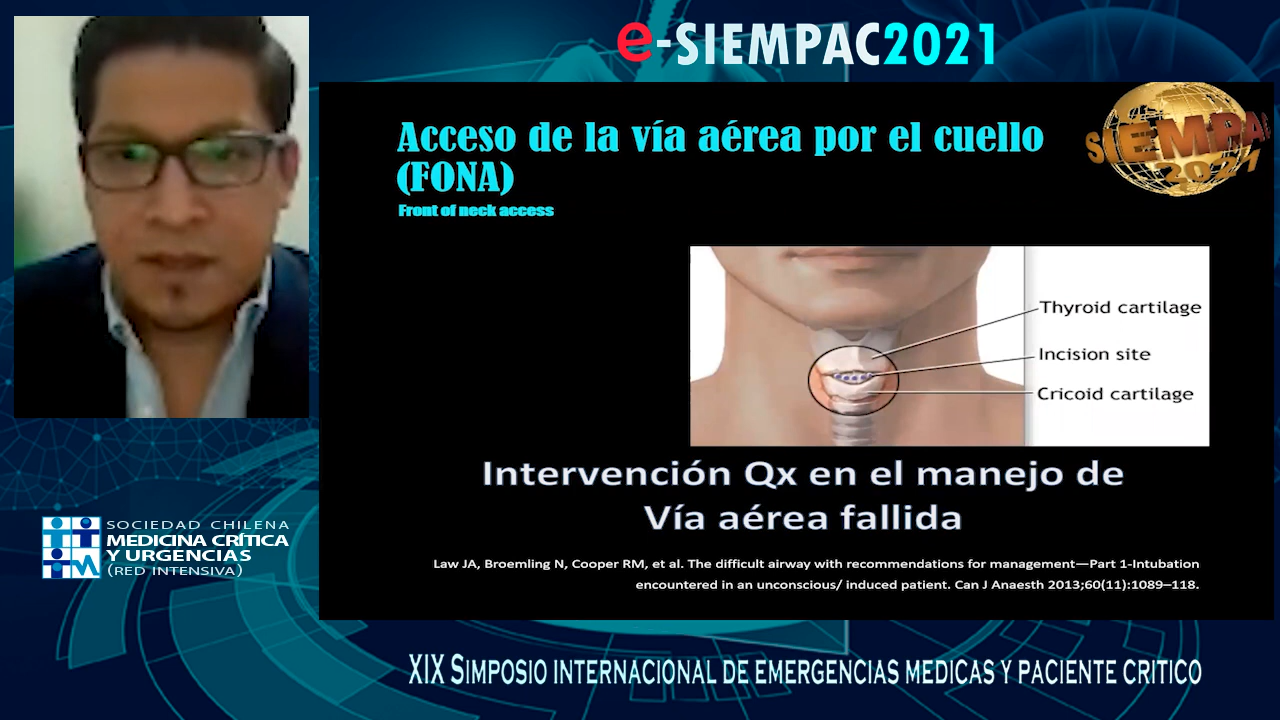 e-SIEMPAC2021
SIEMPAC
2021
Acceso de la vía aérea por el cuello
(FONA)
Front of neck access
Thyroid cartilage
Incision site
Cricoid cartilage
Intervención Qx en el manejo de
Vía aérea fallida
Law JA, Broemling N, Cooper RM, et al. The difficult airway with recommendations for management—Part 1-Intubation
encountered in an unconscious/ induced patient. Can J Anaesth 2013;60(11):1089–118.
SOCIEDAD CHILENA
MEDICINA CRÍTICA
Y URGENCIAS
(RED INTENSIVA)
XIX SIMPOSIO INTERNACIONAL DE EMERGENCIAS MEDICAS Y PACIENTE CRITICO